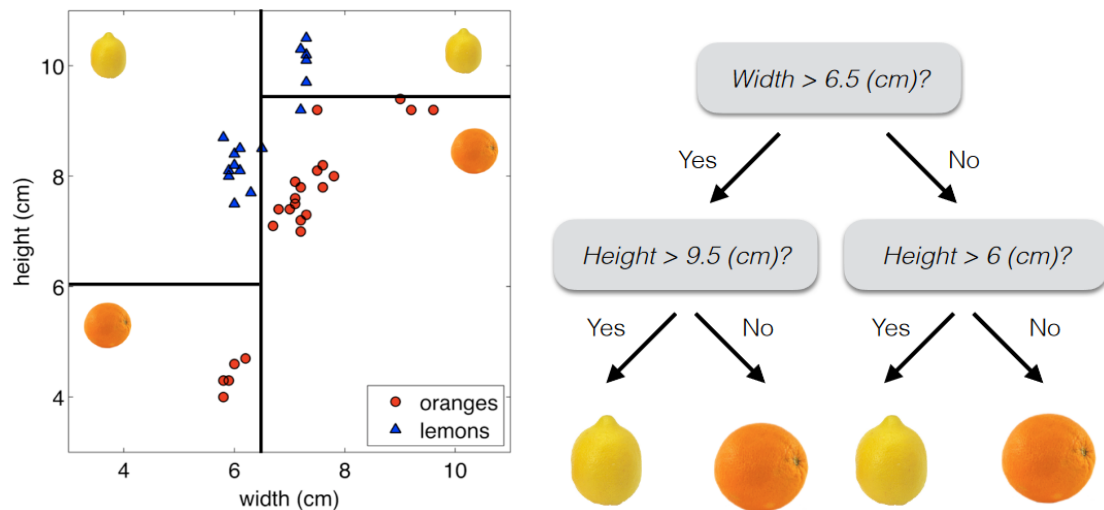 10
8
6
4
height (cm)
4
6
8
10
width (cm)
oranges
lemons
Width > 6.5 (cm)?
Yes
No
Height > 9.5 (cm)?
Height > 6 (cm)?
Yes
No
Yes
No